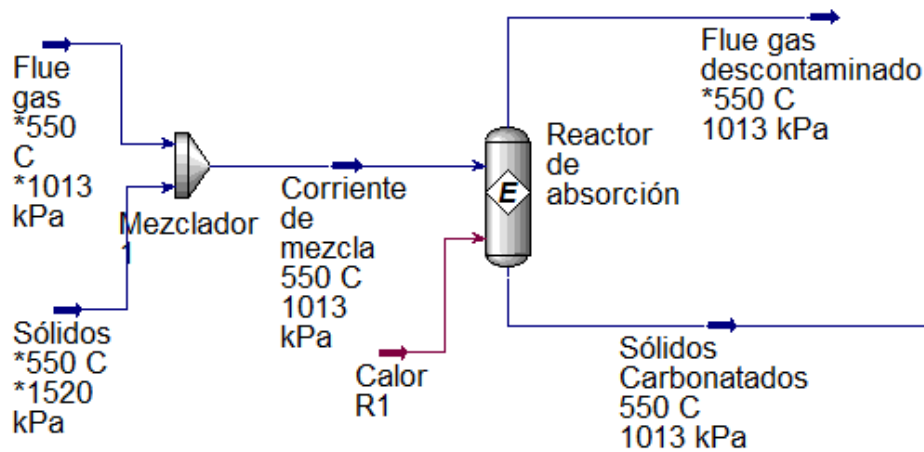 Flue
gas
*550
C
*1013
kPa
Mezclador
1
Sólidos
*550 C
*1520
kPa
Corriente
de
mezcla
550 C
1013
kPa
Calor
R1
E
Reactor
de
absorción
Flue gas
descontaminado
*550 C
1013 kPa
Sólidos
Carbonatados
550 C
1013 kPa